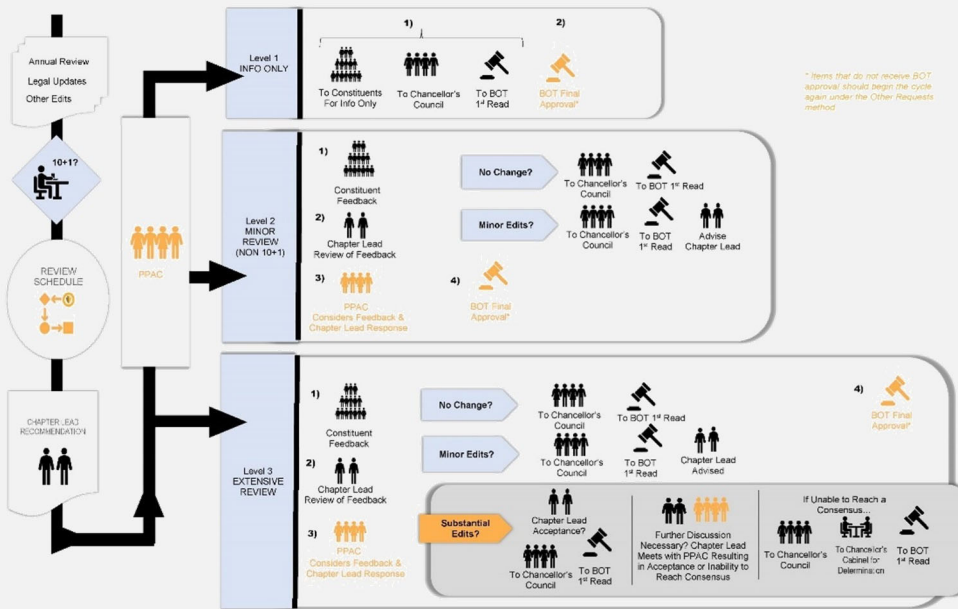 Annual Review
Legal Updates
Other Edits
10+1?
REVIEW
SCHEDULE
CHAPTER LEAD
RECOMMENDATION
PPAC
Level 1
INFO ONLY
1)
To Constituents
For Info Only
To Chancellor's
Council
To BOT
1st Read
2)
BOT Final
Approval*
* Items that do not receive BOT
approval should begin the cycle
again under the Other Requests
method
Level 2
MINOR
REVIEW
(NON 10+1)
1)
Constituent
Feedback
2)
Chapter Lead
Review of Feedback
3)
PPAC
Considers Feedback &
Chapter Lead Response
No Change?
To Chancellor's
Council
To BOT 1st Read
Minor Edits?
To Chancellor's
Council
To BOT
1st Read
Advise
Chapter Lead
4)
BOT Final
Approval*
Level 3
EXTENSIVE
REVIEW
1)
Constituent
Feedback
2)
Chapter Lead
Review of Feedback
3)
PPAC
Considers Feedback &
Chapter Lead Response
No Change?
To Chancellor's
Council
To BOT 1st Read
Minor Edits?
To Chancellor's
Council
To BOT
1st Read
Chapter Lead
Advised
4)
BOT Final
Approval*
Substantial
Edits?
Chapter Lead
Acceptance?
To Chancellor's
Council
To BOT
1st Read
Further Discussion
Necessary? Chapter Lead
Meets with PPAC Resulting
in Acceptance or Inability to
Reach Consensus
If Unable to Reach a
Consensus...
To Chancellor's
Council
To Chancellor's
Cabinet for
Determination
To BOT
1st Read